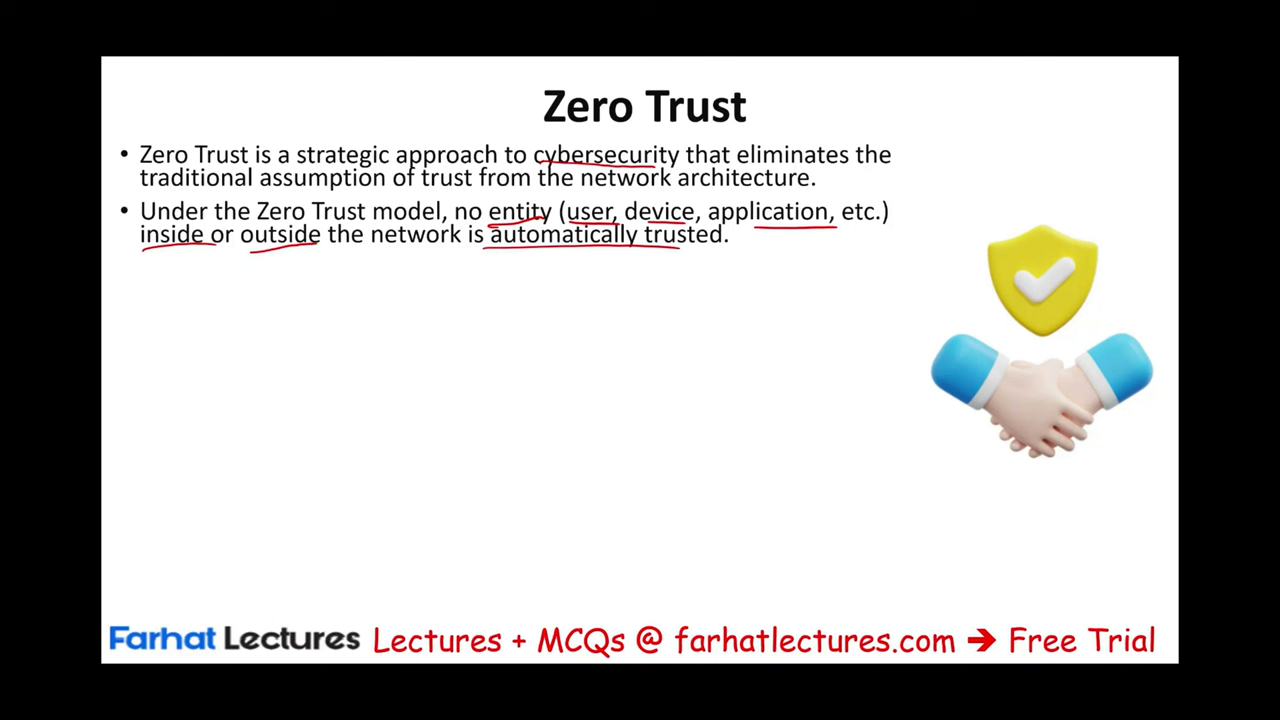 Zero Trust
• Zero Trust is a strategic approach to cybersecurity that eliminates the
traditional assumption of trust from the network architecture.
• Under the Zero Trust model, no entity (user, device, application, etc.)
inside or outside the network is automatically trusted.
Farhat Lectures Lectures + MCQs @ farhatlectures.com ➔ Free Trial